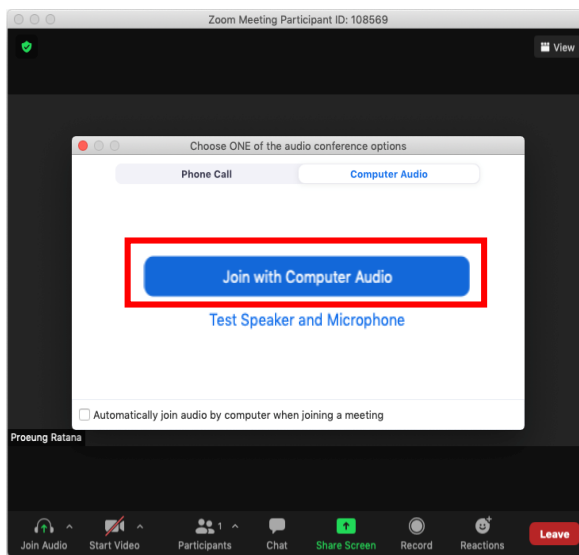 Zoom Meeting Participant ID: 108569
View
Choose ONE of the audio conference options
Phone Call Computer Audio
Join with Computer Audio
Test Speaker and Microphone
Automatically join audio by computer when joining a meeting
Proeung Ratana
1
Join Audio Start Video Participants Chat Share Screen Record Reactions Leave